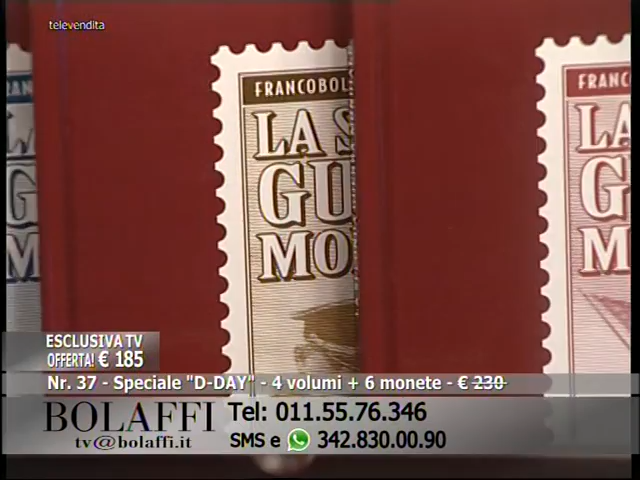 televendita
FRAN
FRANCOBOL
LA S
GU
MO
FRANC
LA
G
M
ESCLUSIVA TV
OFFERTA! € 185
Nr. 37 - Speciale "D-DAY" - 4 volumi + 6 monete - € 230
BOLAFFI
tv@bolaffi.it
Tel: 011.55.76.346
SMS e 342.830.00.90